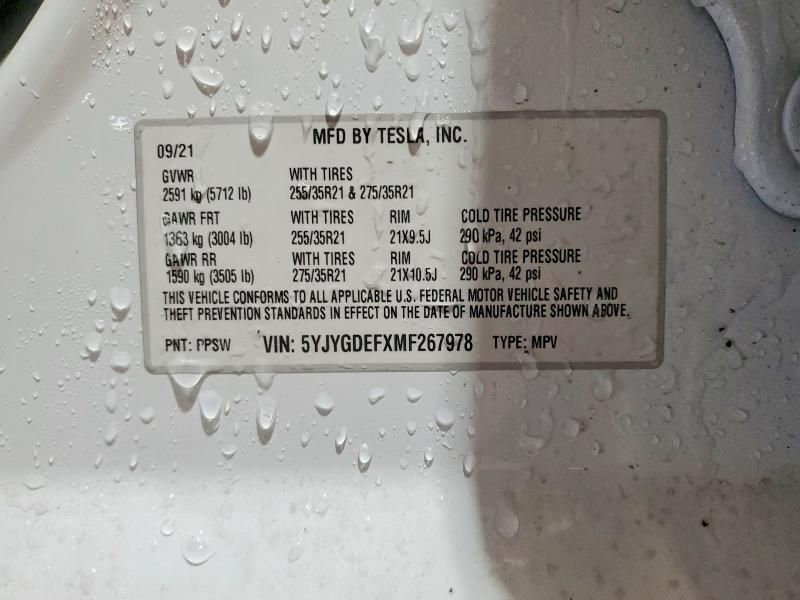 MFD BY TESLA, INC.
09/21
GVWR WITH TIRES
2591 kg (5712 lb) 255/35R21 & 275/35R21
GAWR FRT WITH TIRES RIM COLD TIRE PRESSURE
1363 kg (3004 lb) 255/35R21 21X9.5J 290 kPa, 42 psi
GAWR RR WITH TIRES RIM COLD TIRE PRESSURE
1590 kg (3505 lb) 275/35R21 21X10.5J 290 kPa, 42 psi
THIS VEHICLE CONFORMS TO ALL APPLICABLE U.S. FEDERAL MOTOR VEHICLE SAFETY AND
THEFT PREVENTION STANDARDS IN EFFECT ON THE DATE OF MANUFACTURE SHOWN ABOVE.
PNT: PPSW VIN: 5YJYGDEFXMF267978 TYPE: MPV